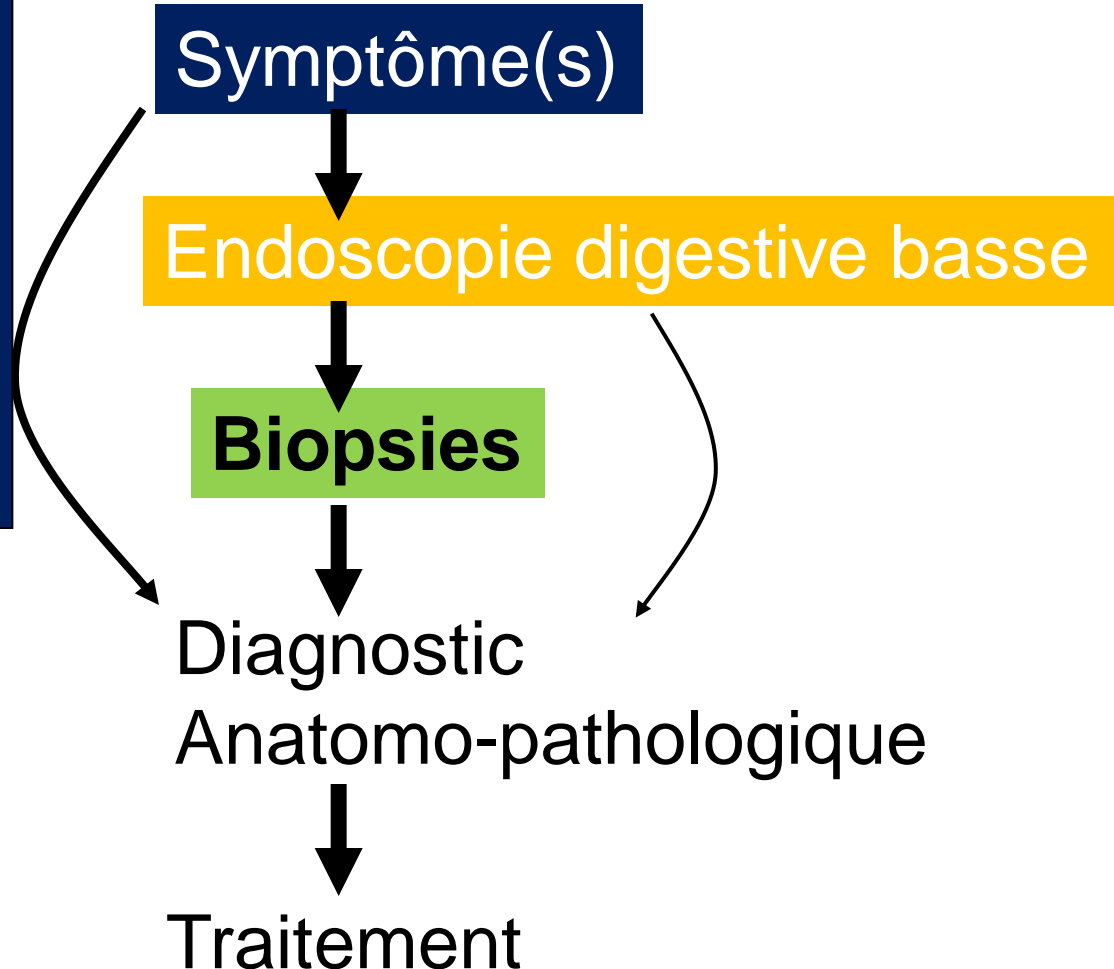 Symptôme(s)
Endoscopie digestive basse
Biopsies
Diagnostic
Anatomo-pathologique
Traitement